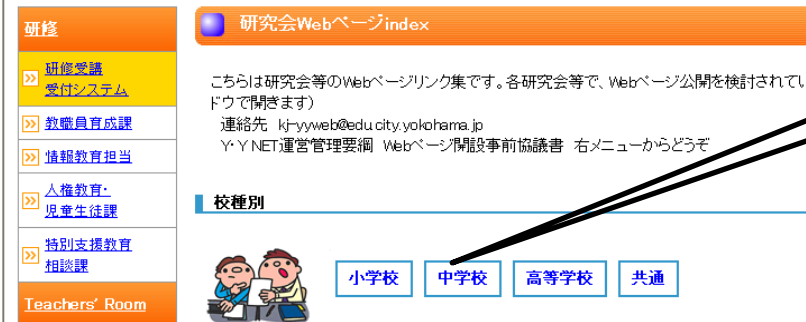 研修
研修受講
受付システム
教職員育成課
情報教育担当
人権教育・
児童生徒課
特別支援教育
相談課
Teachers' Room
研究会Webページindex
こちらは研究会等のWebページリンク集です。各研究会等で、Webページ公開を検討されてい
ドウで開きます）
連絡先 kj-yyweb@edu.city.yokohama.jp
Y・Y NET運営管理要綱 Webページ開設事前協議書 右メニューからどうぞ
校種別
小学校 中学校 高等学校 共通